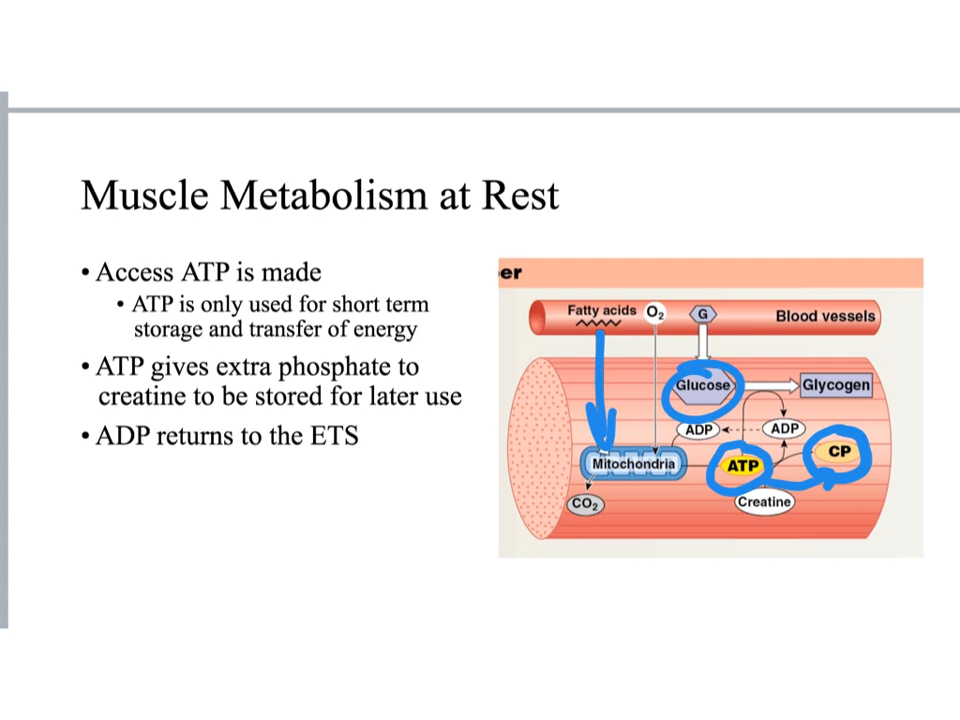 Muscle Metabolism at Rest
• Access ATP is made
• ATP is only used for short term
storage and transfer of energy
• ATP gives extra phosphate to
creatine to be stored for later use
• ADP returns to the ETS
er
Fatty acids O₂ G Blood vessels
Glucose Glycogen
ADP ADP
Mitochondria ATP CP
CO₂ Creatine